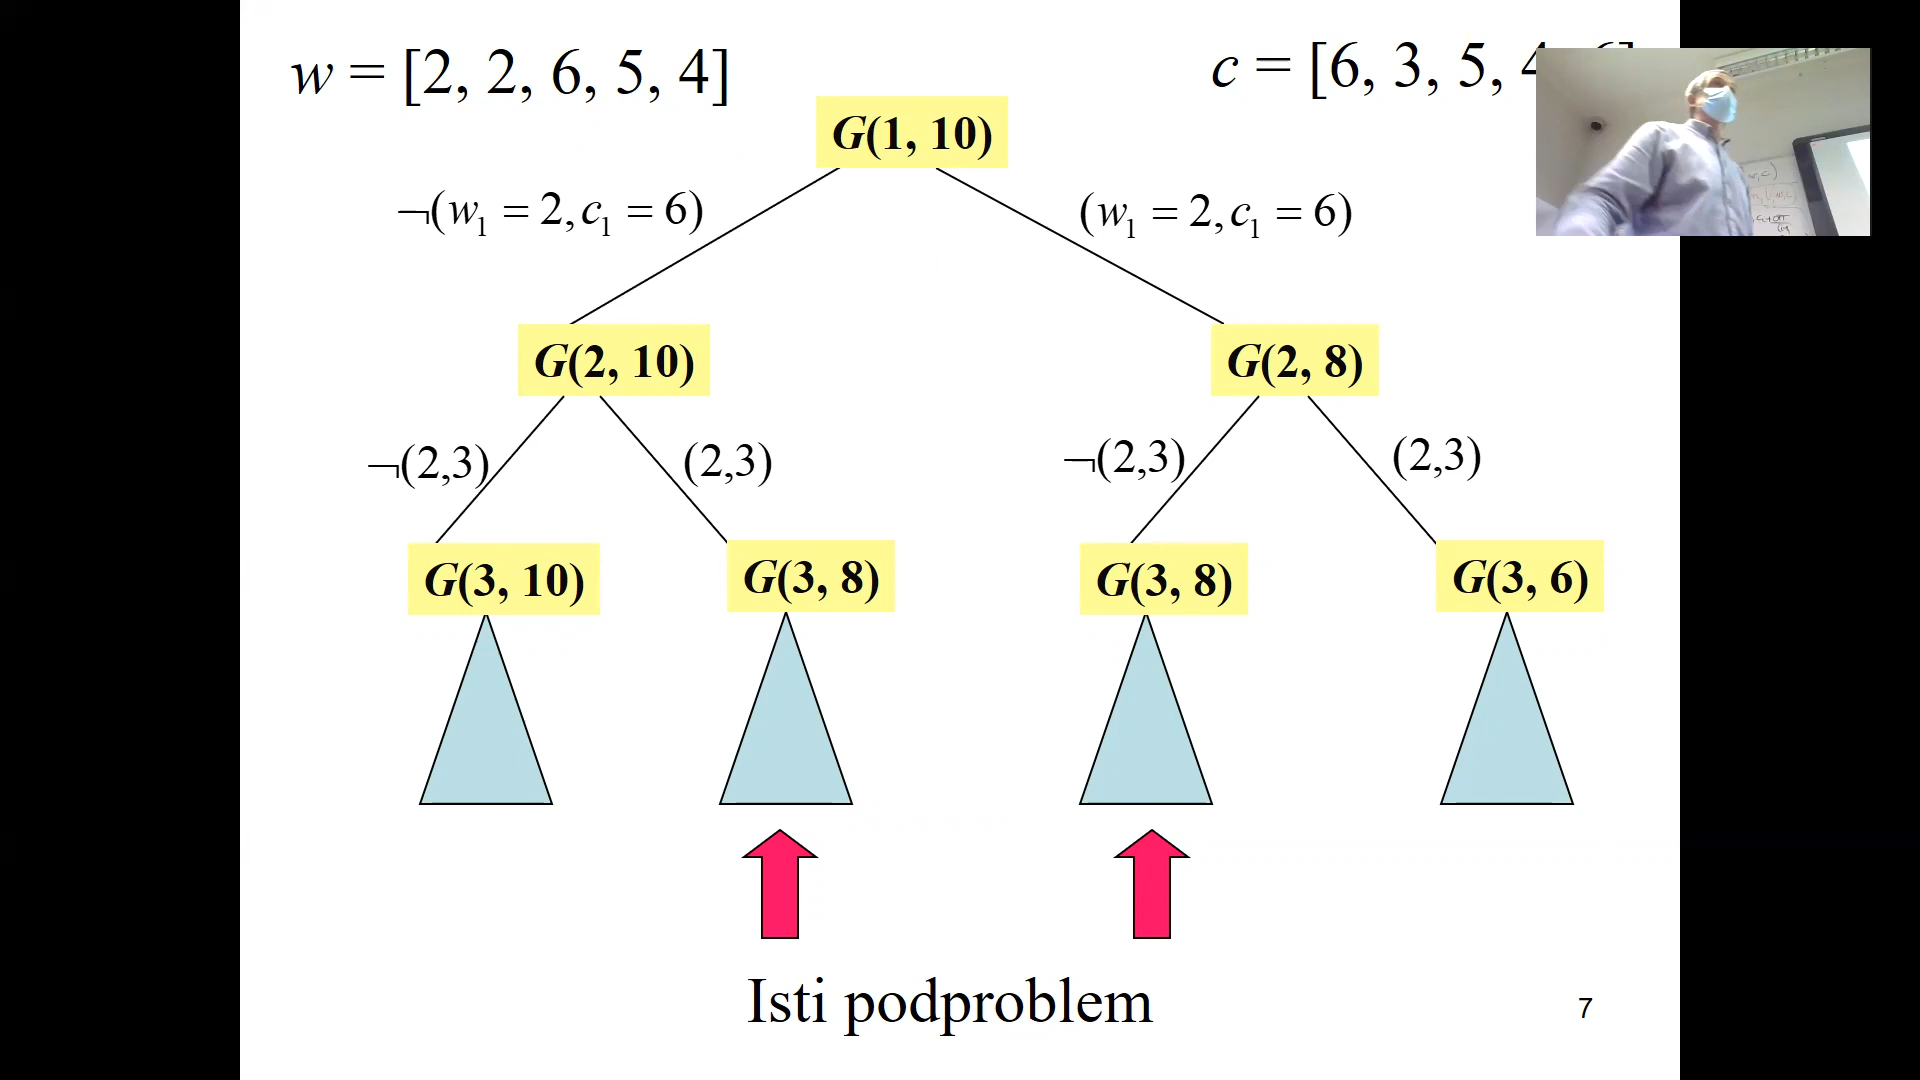 w = [2, 2, 6, 5, 4]
c = [6, 3, 5, 4, 6]
G(1, 10)
¬(w₁ = 2, c₁ = 6)
(w₁ = 2, c₁ = 6)
G(2, 10)
G(2, 8)
¬(2,3)
(2,3)
¬(2,3)
(2,3)
G(3, 10)
G(3, 8)
G(3, 8)
G(3, 6)
Isti podproblem
7